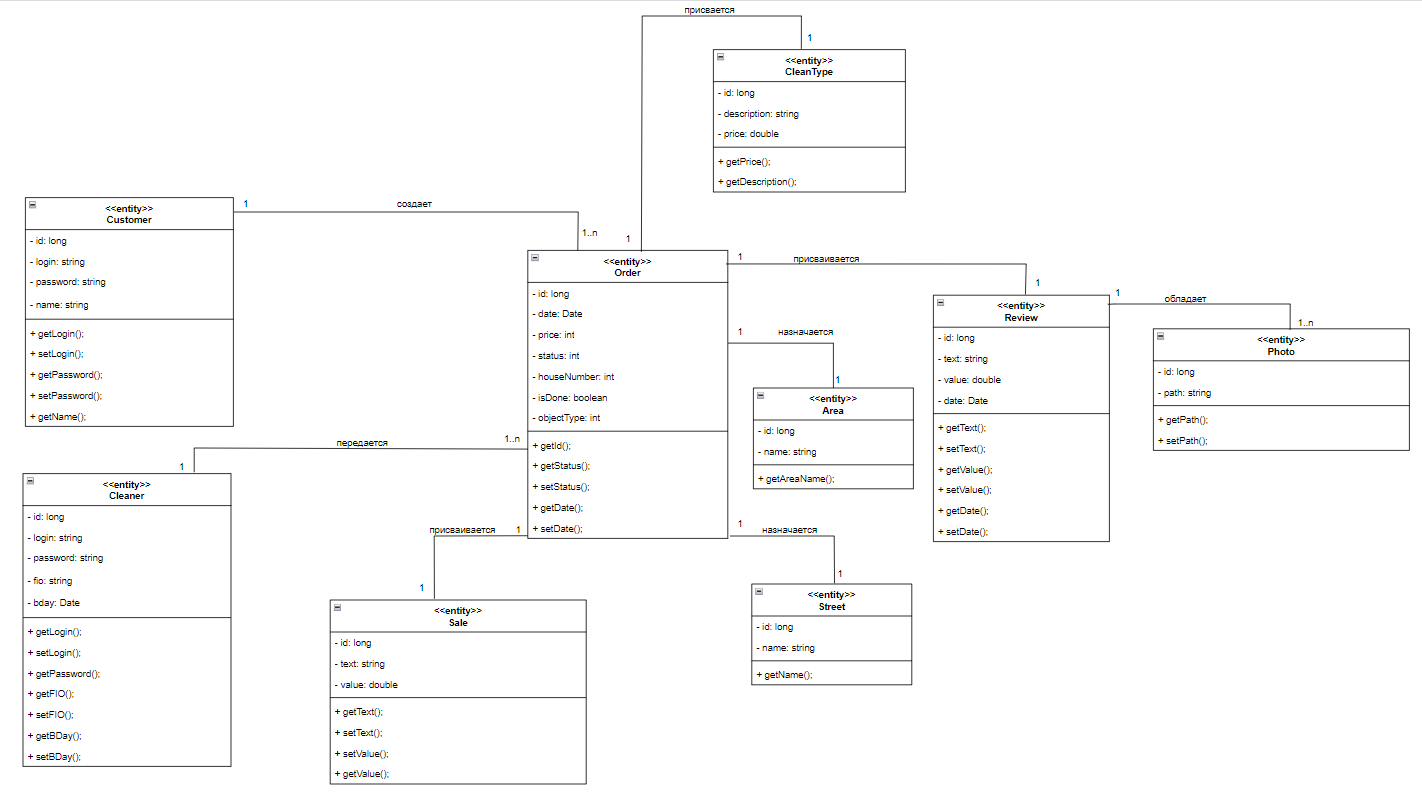 присвается
1
<<entity>>
CleanType
- id: long
- description: string
- price: double
+ getPrice();
+ getDescription();
<<entity>>
Customer
- id: long
- login: string
- password: string
- name: string
+ getLogin();
+ setLogin();
+ getPassword();
+ setPassword();
+ getName();
1
создает
1..n
1
<<entity>>
Order
- id: long
- date: Date
- price: int
- status: int
- houseNumber: int
- isDone: boolean
- objectType: int
+ getId();
+ getStatus();
+ setStatus();
+ getDate();
+ setDate();
1
присваивается
1
<<entity>>
Review
- id: long
- text: string
- value: double
- date: Date
+ getText();
+ setText();
+ getValue();
+ setValue();
+ getDate();
+ setDate();
1
обладает
1..n
<<entity>>
Photo
- id: long
- path: string
+ getPath();
+ setPath();
1
назначается
1
<<entity>>
Area
- id: long
- name: string
+ getAreaName();
1..n
передается
1
<<entity>>
Cleaner
- id: long
- login: string
- password: string
- fio: string
- bday: Date
+ getLogin();
+ setLogin();
+ getPassword();
+ getFIO();
+ setFIO();
+ getBDay();
+ setBDay();
присваивается
1
1
<<entity>>
Sale
- id: long
- text: string
- value: double
+ getText();
+ setText();
+ setValue();
+ getValue();
1
назначается
1
<<entity>>
Street
- id: long
- name: string
+ getName();